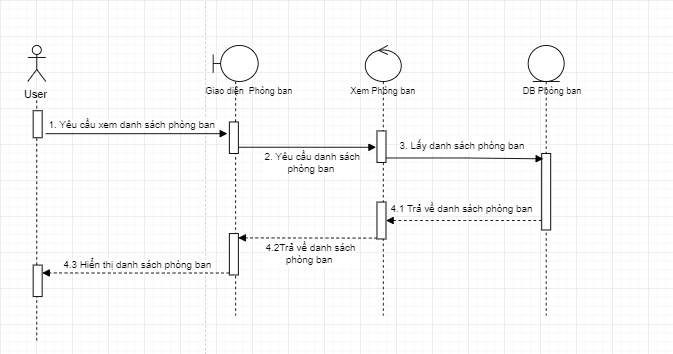 User
Giao diện Phòng ban
Xem Phòng ban
DB Phòng ban
1. Yêu cầu xem danh sách phòng ban
2. Yêu cầu danh sách
phòng ban
3. Lấy danh sách phòng ban
4.1 Trả về danh sách phòng ban
4.2Trả về danh sách
phòng ban
4.3 Hiển thị danh sách phòng ban